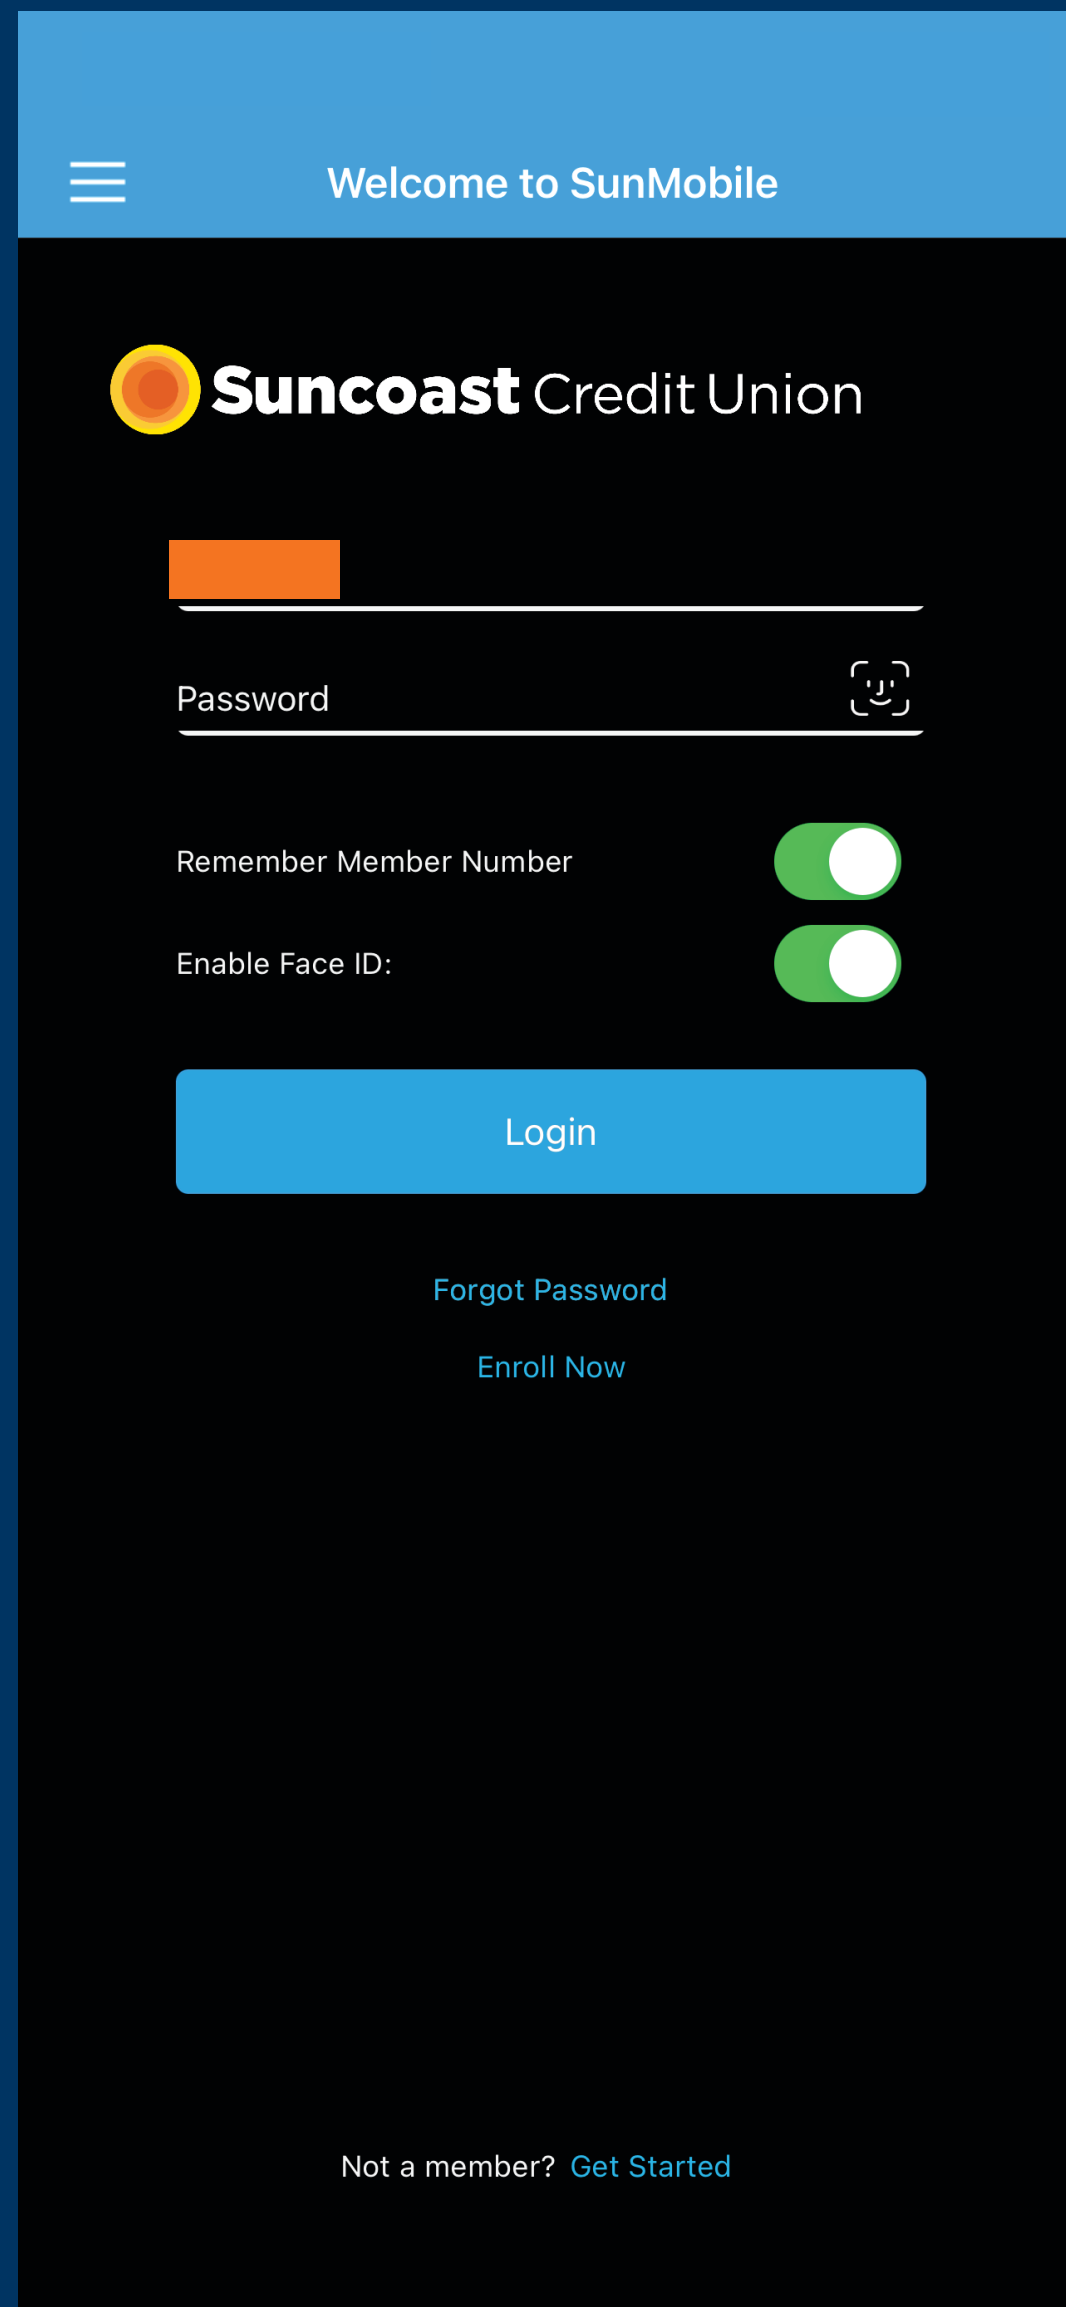 Welcome to SunMobile
Suncoast Credit Union
Password
Remember Member Number
Enable Face ID:
Login
Forgot Password
Enroll Now
Not a member? Get Started